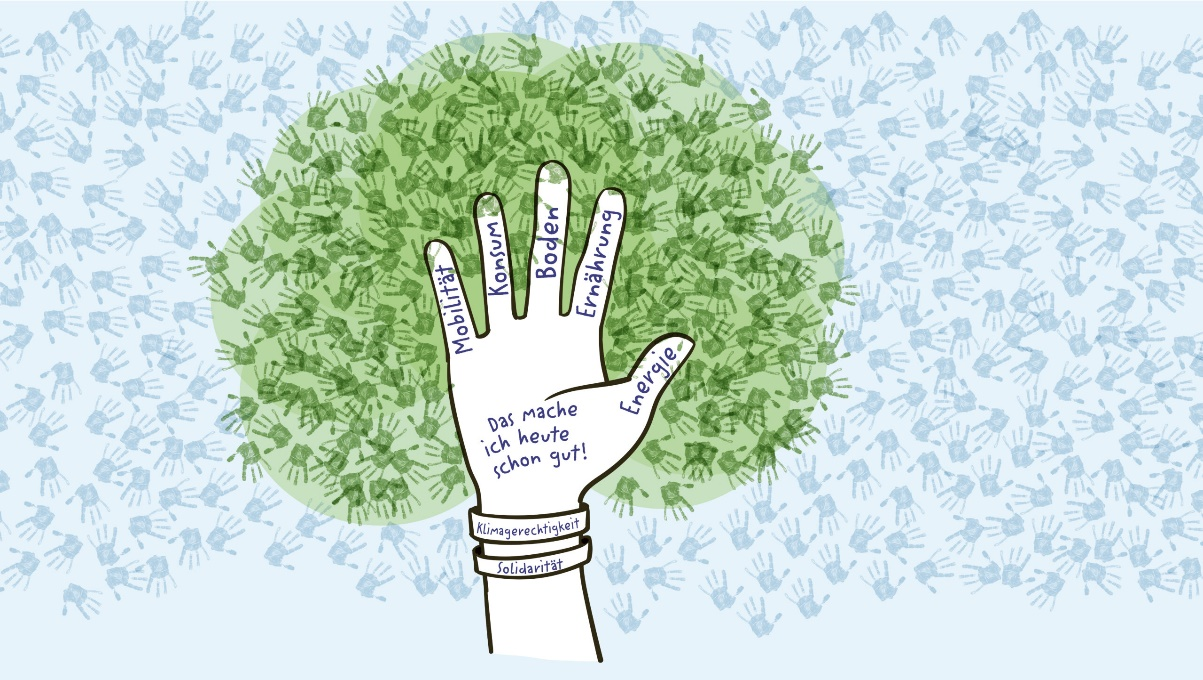 Mobilität
Konsum
Boden
Ernährung
Energie
Das mache
ich heute
schon gut!
Klimagerechtigkeit
Solidarität